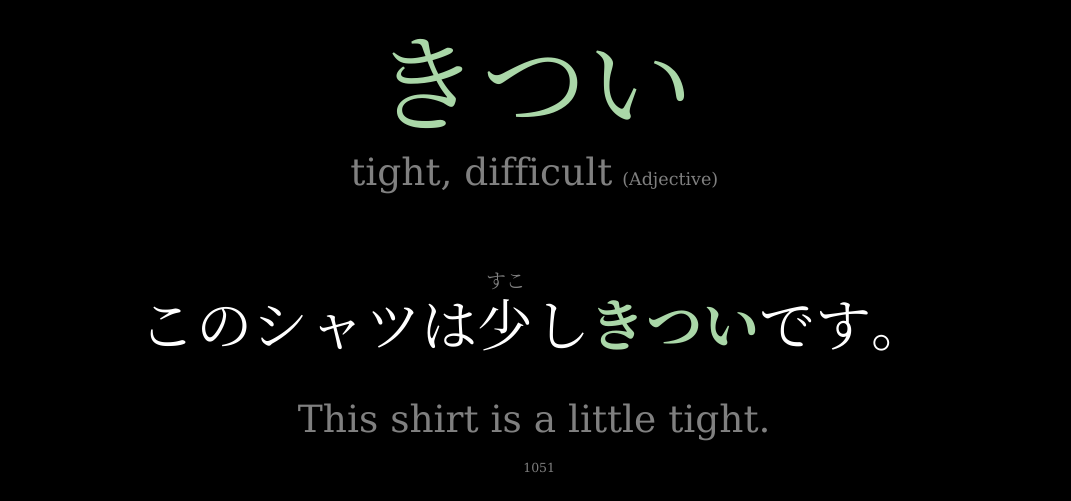 きつい
tight, difficult (Adjective)
すこ
このシャツは少しきついです。
This shirt is a little tight.
1051